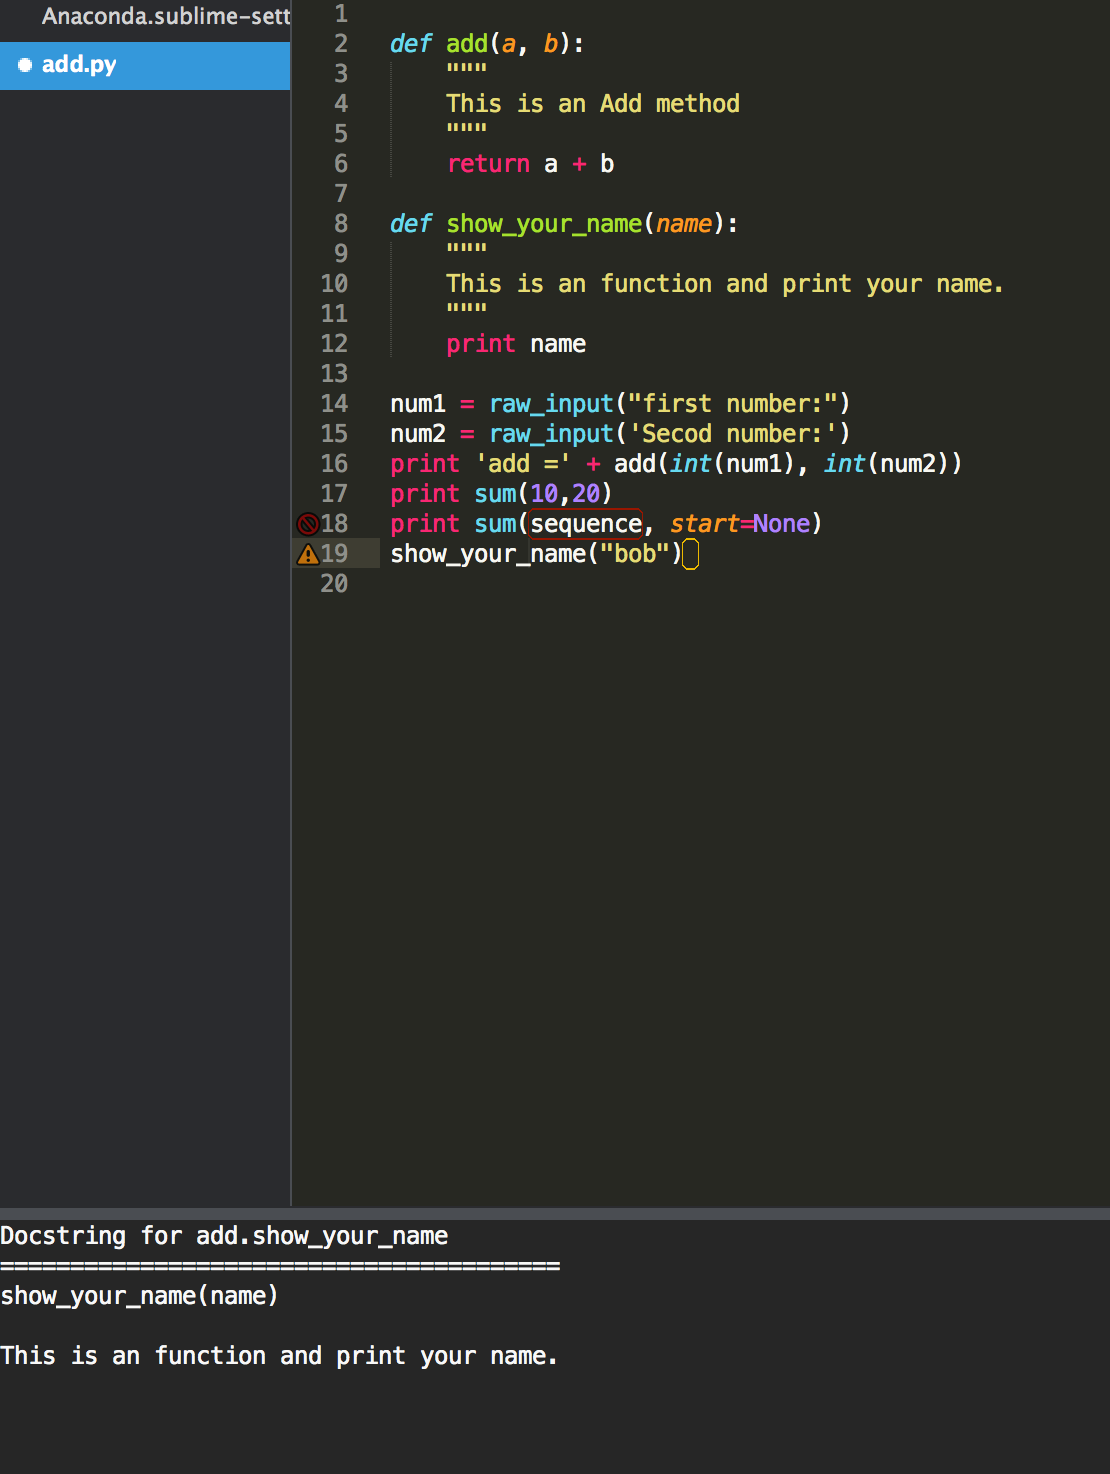 Anaconda.sublime-sett
add.py
1
2 def add(a, b):
3     """
4     This is an Add method
5     """
6     return a + b
7
8 def show_your_name(name):
9     """
10     This is an function and print your name.
11     """
12     print name
13
14 num1 = raw_input("first number:")
15 num2 = raw_input('Secod number:')
16 print 'add =' + add(int(num1), int(num2))
17 print sum(10,20)
18 print sum(sequence, start=None)
19 show_your_name("bob")
20
Docstring for add.show_your_name
========================================
show_your_name(name)
This is an function and print your name.